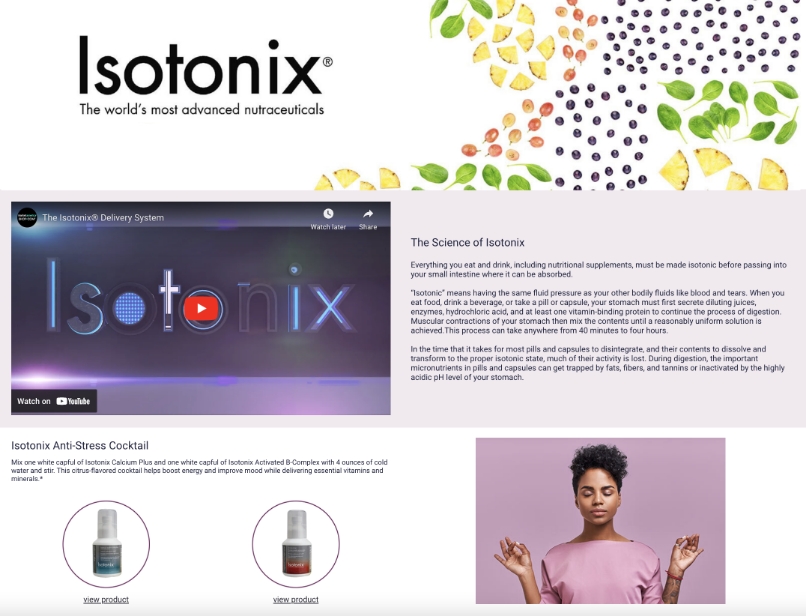 Isotonix®
The world's most advanced nutraceuticals
The Isotonix® Delivery System
Watch later
Share
Isotonix
Watch on YouTube
The Science of Isotonix
Everything you eat and drink, including nutritional supplements, must be made isotonic before passing into
your small intestine where it can be absorbed.
"Isotonic" means having the same fluid pressure as your other bodily fluids like blood and tears. When you
eat food, drink a beverage, or take a pill or capsule, your stomach must first secrete diluting juices,
enzymes, hydrochloric acid, and at least one vitamin-binding protein to continue the process of digestion.
Muscular contractions of your stomach then mix the contents until a reasonably uniform solution is
achieved.This process can take anywhere from 40 minutes to four hours.
In the time that it takes for most pills and capsules to disintegrate, and their contents to dissolve and
transform to the proper isotonic state, much of their activity is lost. During digestion, the important
micronutrients in pills and capsules can get trapped by fats, fibers, and tannins or inactivated by the highly
acidic pH level of your stomach.
Isotonix Anti-Stress Cocktail
Mix one white capful of Isotonix Calcium Plus and one white capful of Isotonix Activated B-Complex with 4 ounces of cold
water and stir. This citrus-flavored cocktail helps boost energy and improve mood while delivering essential vitamins and
minerals.*
Isotonix
Isotonix
view product
view product